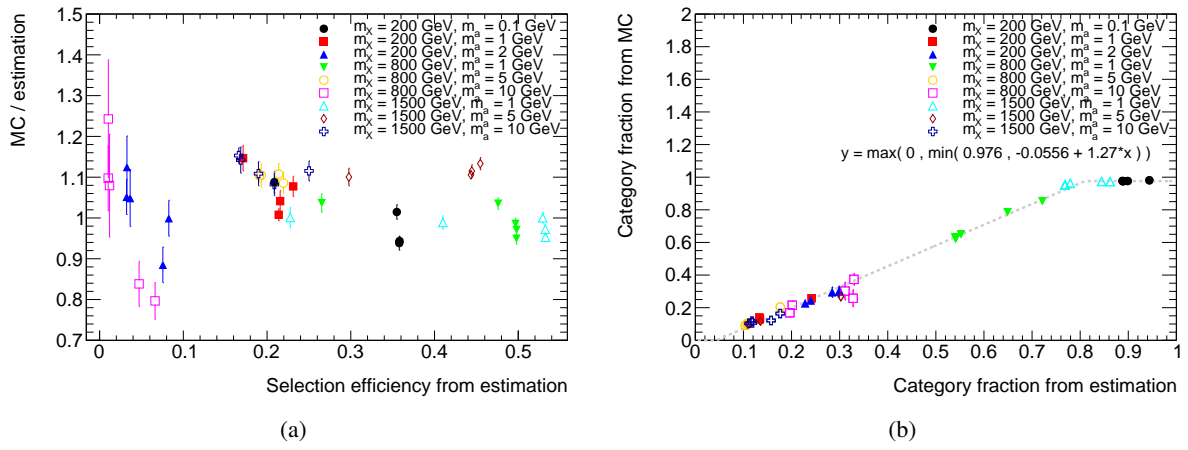 (a)
MC / estimation
1.5
1.4
1.3
1.2
1.1
1
0.9
0.8
0.7
0 0.1 0.2 0.3 0.4 0.5
Selection efficiency from estimation
m_X = 200 GeV, m_a = 0.1 GeV
m_X = 200 GeV, m_a = 1 GeV
m_X = 200 GeV, m_a = 2 GeV
m_X = 800 GeV, m_a = 1 GeV
m_X = 800 GeV, m_a = 5 GeV
m_X = 800 GeV, m_a = 10 GeV
m_X = 1500 GeV, m_a = 1 GeV
m_X = 1500 GeV, m_a = 5 GeV
m_X = 1500 GeV, m_a = 10 GeV
(b)
Category fraction from MC
2
1.8
1.6
1.4
1.2
1
0.8
0.6
0.4
0.2
0
0 0.1 0.2 0.3 0.4 0.5 0.6 0.7 0.8 0.9 1
Category fraction from estimation
m_X = 200 GeV, m_a = 0.1 GeV
m_X = 200 GeV, m_a = 1 GeV
m_X = 200 GeV, m_a = 2 GeV
m_X = 800 GeV, m_a = 1 GeV
m_X = 800 GeV, m_a = 5 GeV
m_X = 800 GeV, m_a = 10 GeV
m_X = 1500 GeV, m_a = 1 GeV
m_X = 1500 GeV, m_a = 5 GeV
m_X = 1500 GeV, m_a = 10 GeV
y = max( 0 , min( 0.976 , -0.0556 + 1.27*x ) )